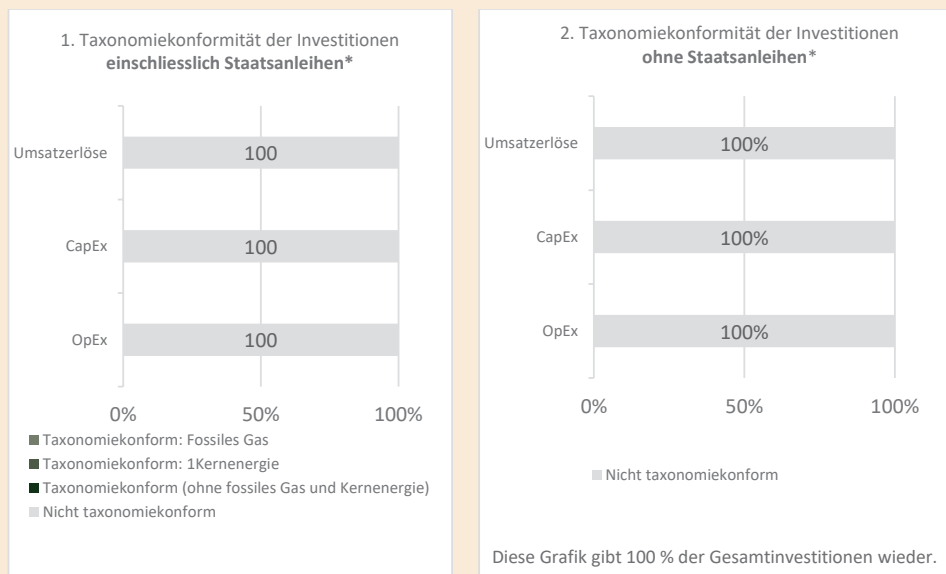 1. Taxonomiekonformität der Investitionen
einschliesslich Staatsanleihen*
Umsatzerlöse
100
CapEx
100
OpEx
100
0%
50%
100%
Taxonomiekonform: Fossiles Gas
Taxonomiekonform: 1Kernenergie
Taxonomiekonform (ohne fossiles Gas und Kernenergie)
Nicht taxonomiekonform
2. Taxonomiekonformität der Investitionen
ohne Staatsanleihen*
Umsatzerlöse
100%
CapEx
100%
OpEx
100%
0%
50%
100%
Nicht taxonomiekonform
Diese Grafik gibt 100 % der Gesamtinvestitionen wieder.